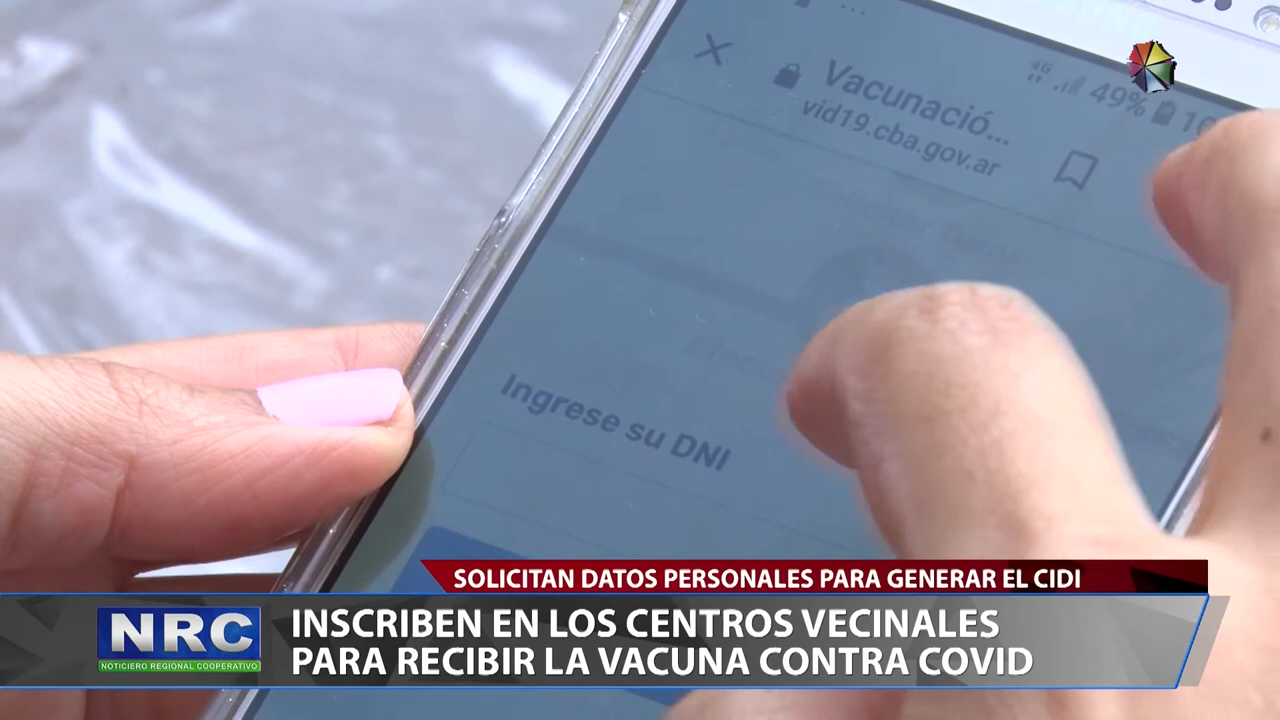 49%
Vacunació...
vid19.cba.gov.ar
Ingrese su DNI
SOLICITAN DATOS PERSONALES PARA GENERAR EL CIDI
NRC
NOTICIERO REGIONAL COOPERATIVO
INSCRIBEN EN LOS CENTROS VECINALES
PARA RECIBIR LA VACUNA CONTRA COVID